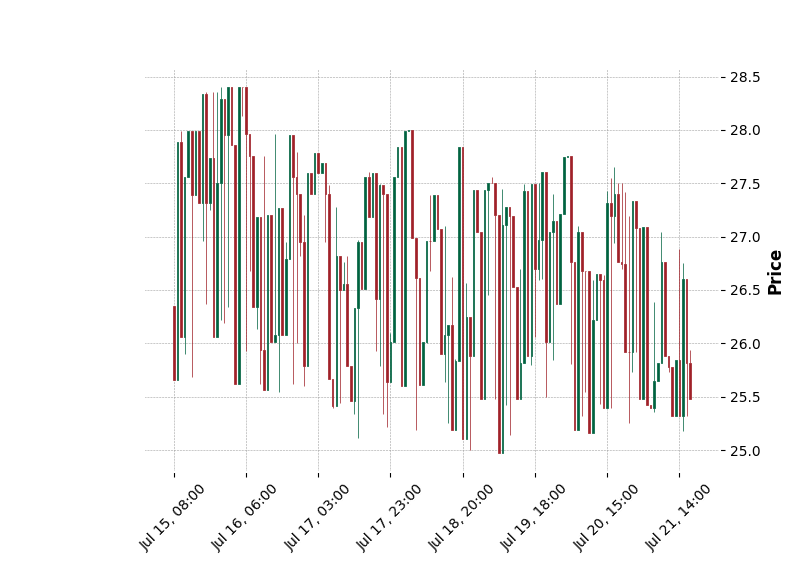 28.5
28.0
27.5
27.0
26.5
26.0
25.5
25.0
Price
Jul 15, 08:00
Jul 16, 06:00
Jul 17, 03:00
Jul 17, 23:00
Jul 18, 20:00
Jul 19, 18:00
Jul 20, 15:00
Jul 21, 14:00